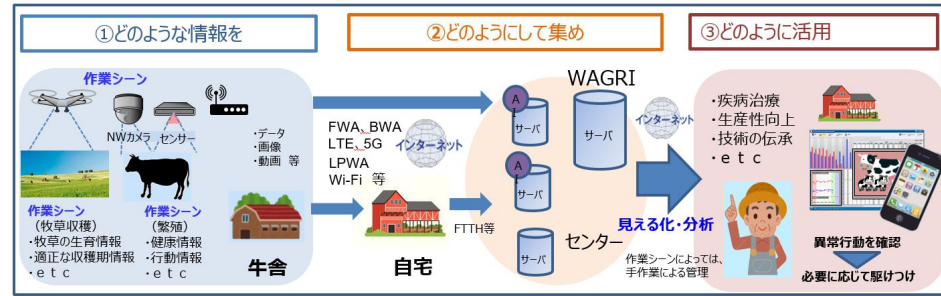 ①どのような情報を
②どのようにして集め
③どのように活用
作業シーン
NWカメラ
センサー
・データ
・画像
・動画 等
作業シーン
（牧草収穫）
・牧草の生育情報
・適正な収穫期情報
・ｅｔｃ
作業シーン
（繁殖）
・健康情報
・行動情報
・ｅｔｃ
牛舎
FWA、BWA
LTE、5G
LPWA
Wi-Fi 等
インターネット
自宅
FTTH等
WAGRI
AI
サーバ
サーバ
AI
サーバ
サーバ
センター
インターネット
見える化・分析
・疾病治療
・生産性向上
・技術の伝承
・ｅｔｃ
作業シーンによっては、
手作業による管理
異常行動を確認
必要に応じて駆けつけ